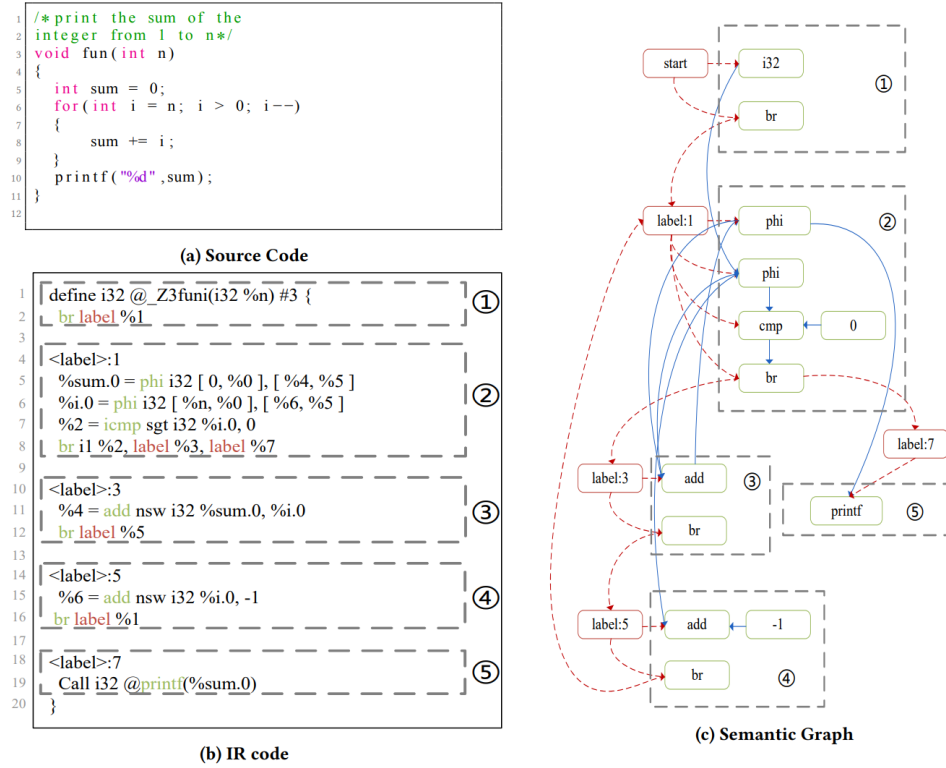 1 /*print the sum of the
2 integer from 1 to n*/
3 void fun(int n)
4 {
5 int sum = 0;
6 for(int i = n; i > 0; i--)
7 {
8 sum += i;
9 }
10 printf("%d",sum);
11 }
12
(a) Source Code
1 define i32 @_Z3funi(i32 %n) #3 {
2 br label %1
①
3
4 <label>:1
5 %sum.0 = phi i32 [ 0, %0 ], [ %4, %5 ]
6 %i.0 = phi i32 [ %n, %0 ], [ %6, %5 ]
7 %2 = icmp sgt i32 %i.0, 0
8 br i1 %2, label %3, label %7
②
9
10 <label>:3
11 %4 = add nsw i32 %sum.0, %i.0
12 br label %5
③
13
14 <label>:5
15 %6 = add nsw i32 %i.0, -1
16 br label %1
④
17
18 <label>:7
19 Call i32 @printf(%sum.0)
⑤
20 }
(b) IR code
start
i32
①
br
label:1
phi
②
phi
cmp
0
br
label:7
label:3
add
③
printf
⑤
br
label:5
add
-1
br
④
(c) Semantic Graph